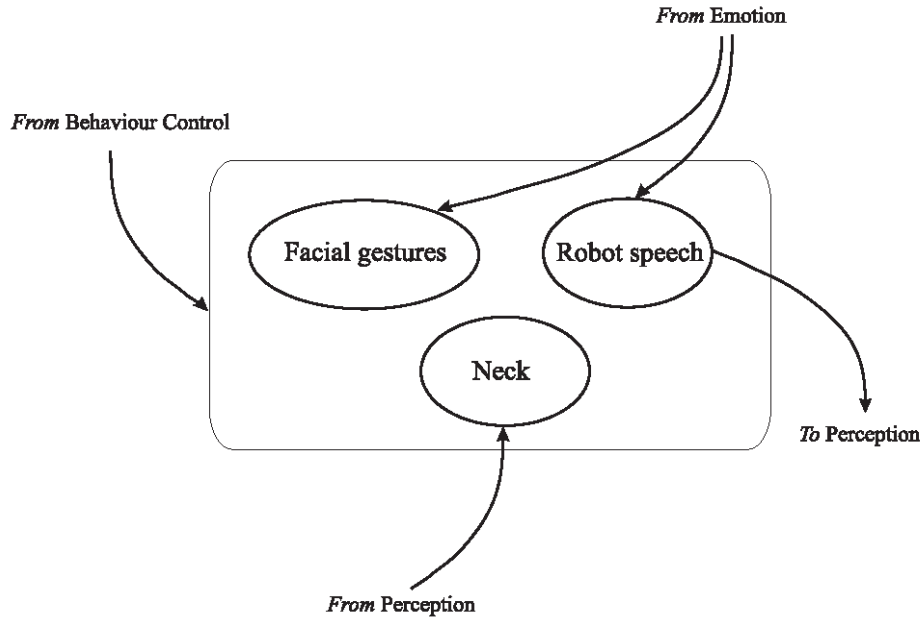 From Emotion
From Behaviour Control
Facial gestures
Robot speech
Neck
To Perception
From Perception